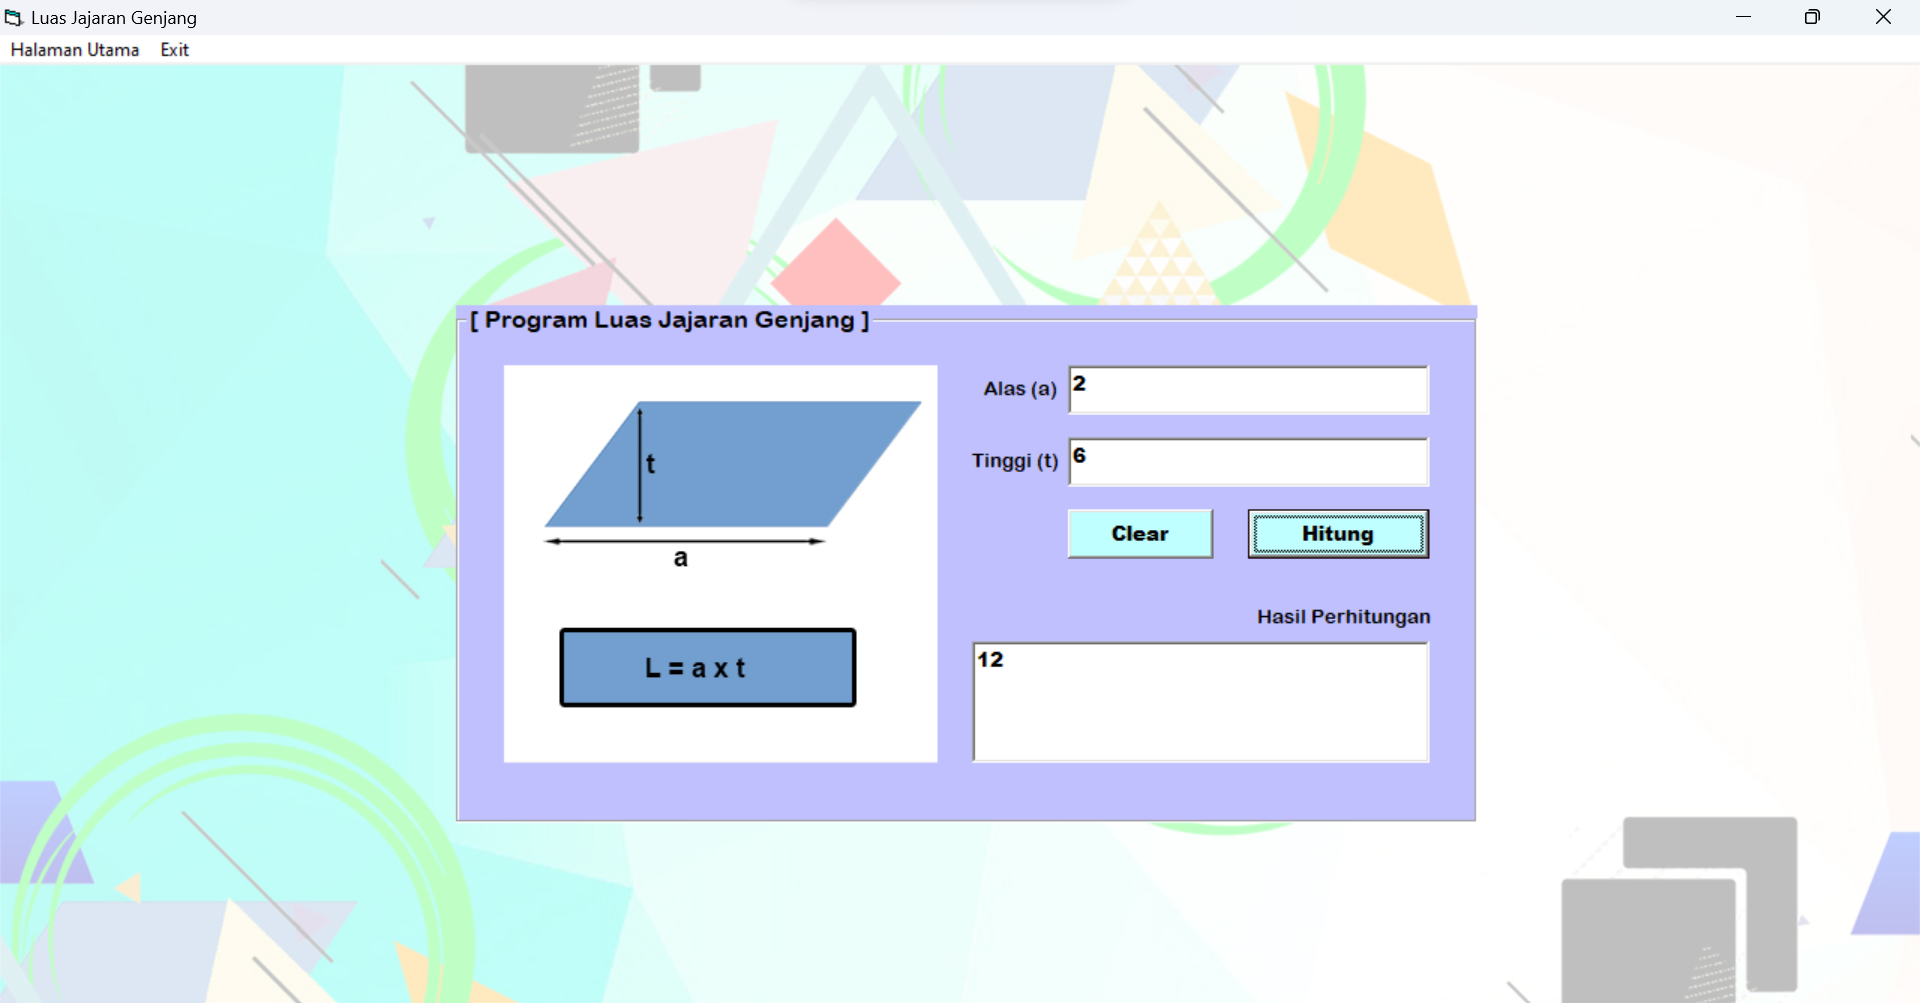 Luas Jajaran Genjang
Halaman Utama Exit
[ Program Luas Jajaran Genjang ]
t
a
L = a x t
Alas (a) 2
Tinggi (t) 6
Clear Hitung
Hasil Perhitungan
12